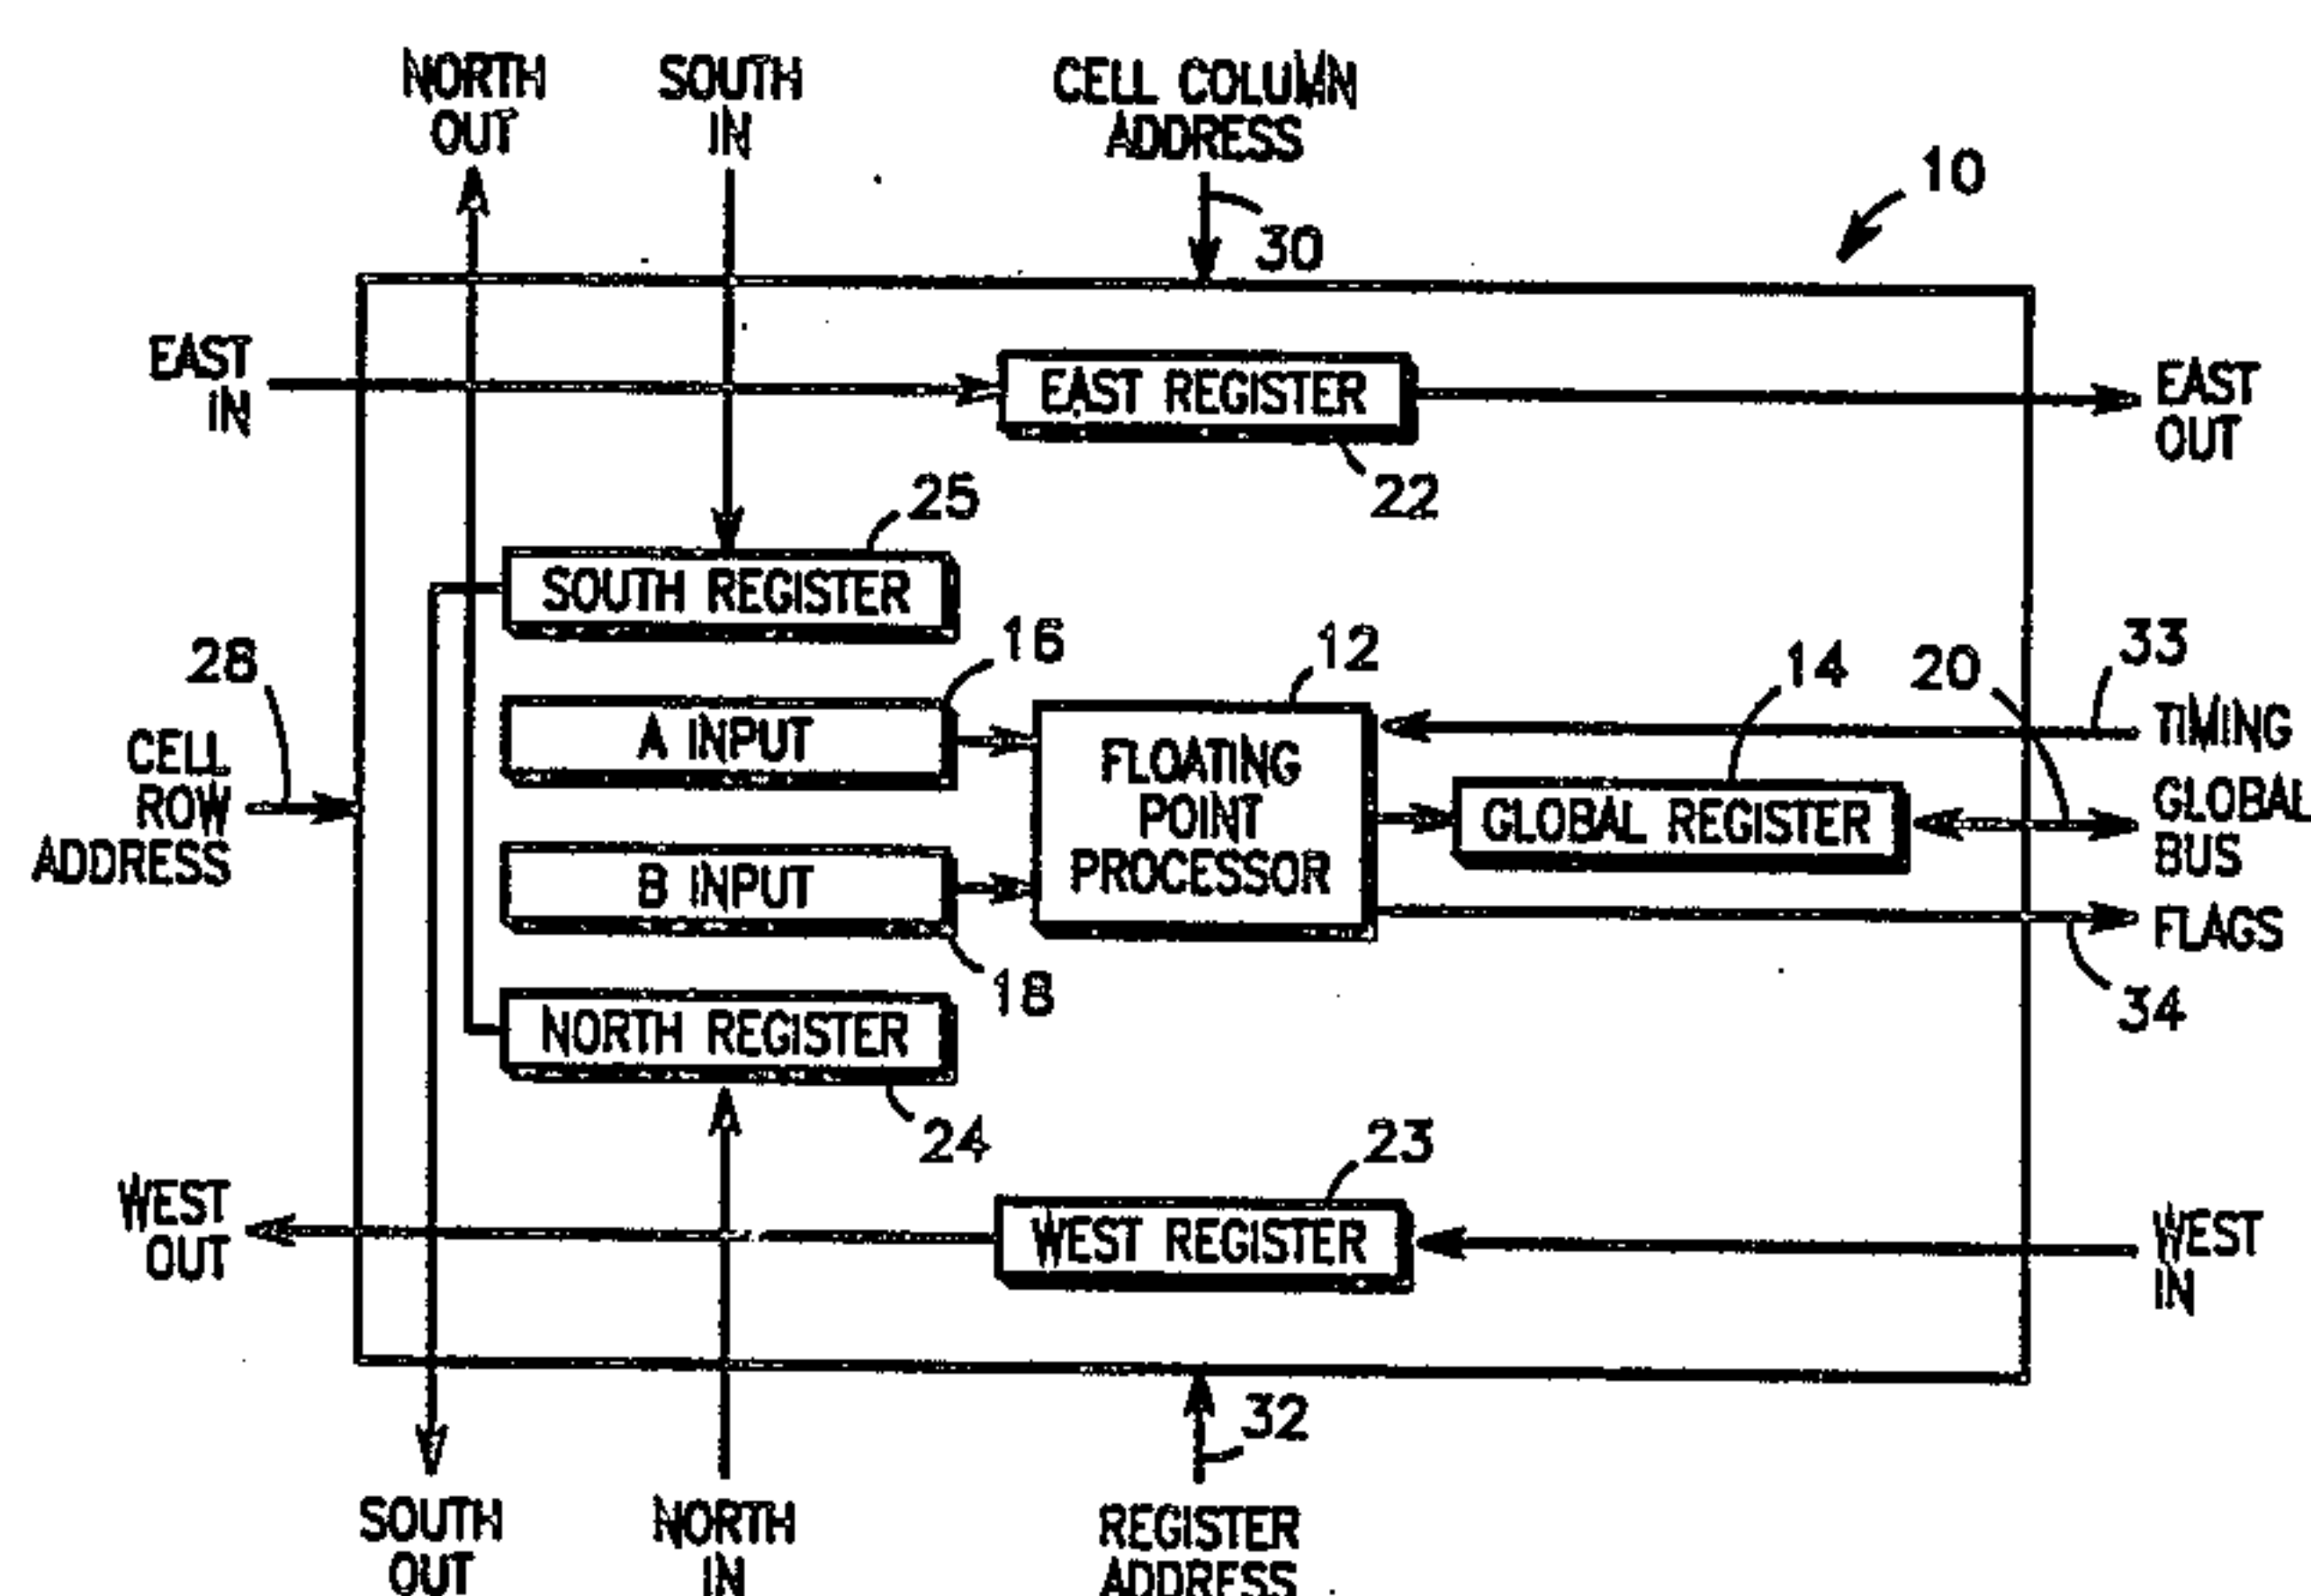 NORTH
OUT
SOUTH
IN
CELL COLUMN
ADDRESS
10
30
EAST
IN
EAST REGISTER
EAST
OUT
22
25
SOUTH REGISTER
28
16
12
14
20
33
CELL
ROW
ADDRESS
A INPUT
FLOATING
POINT
PROCESSOR
TIMING
GLOBAL REGISTER
GLOBAL
BUS
B INPUT
FLAGS
18
34
NORTH REGISTER
24
23
WEST
OUT
WEST REGISTER
WEST
IN
32
SOUTH
OUT
NORTH
IN
REGISTER
ADDRESS